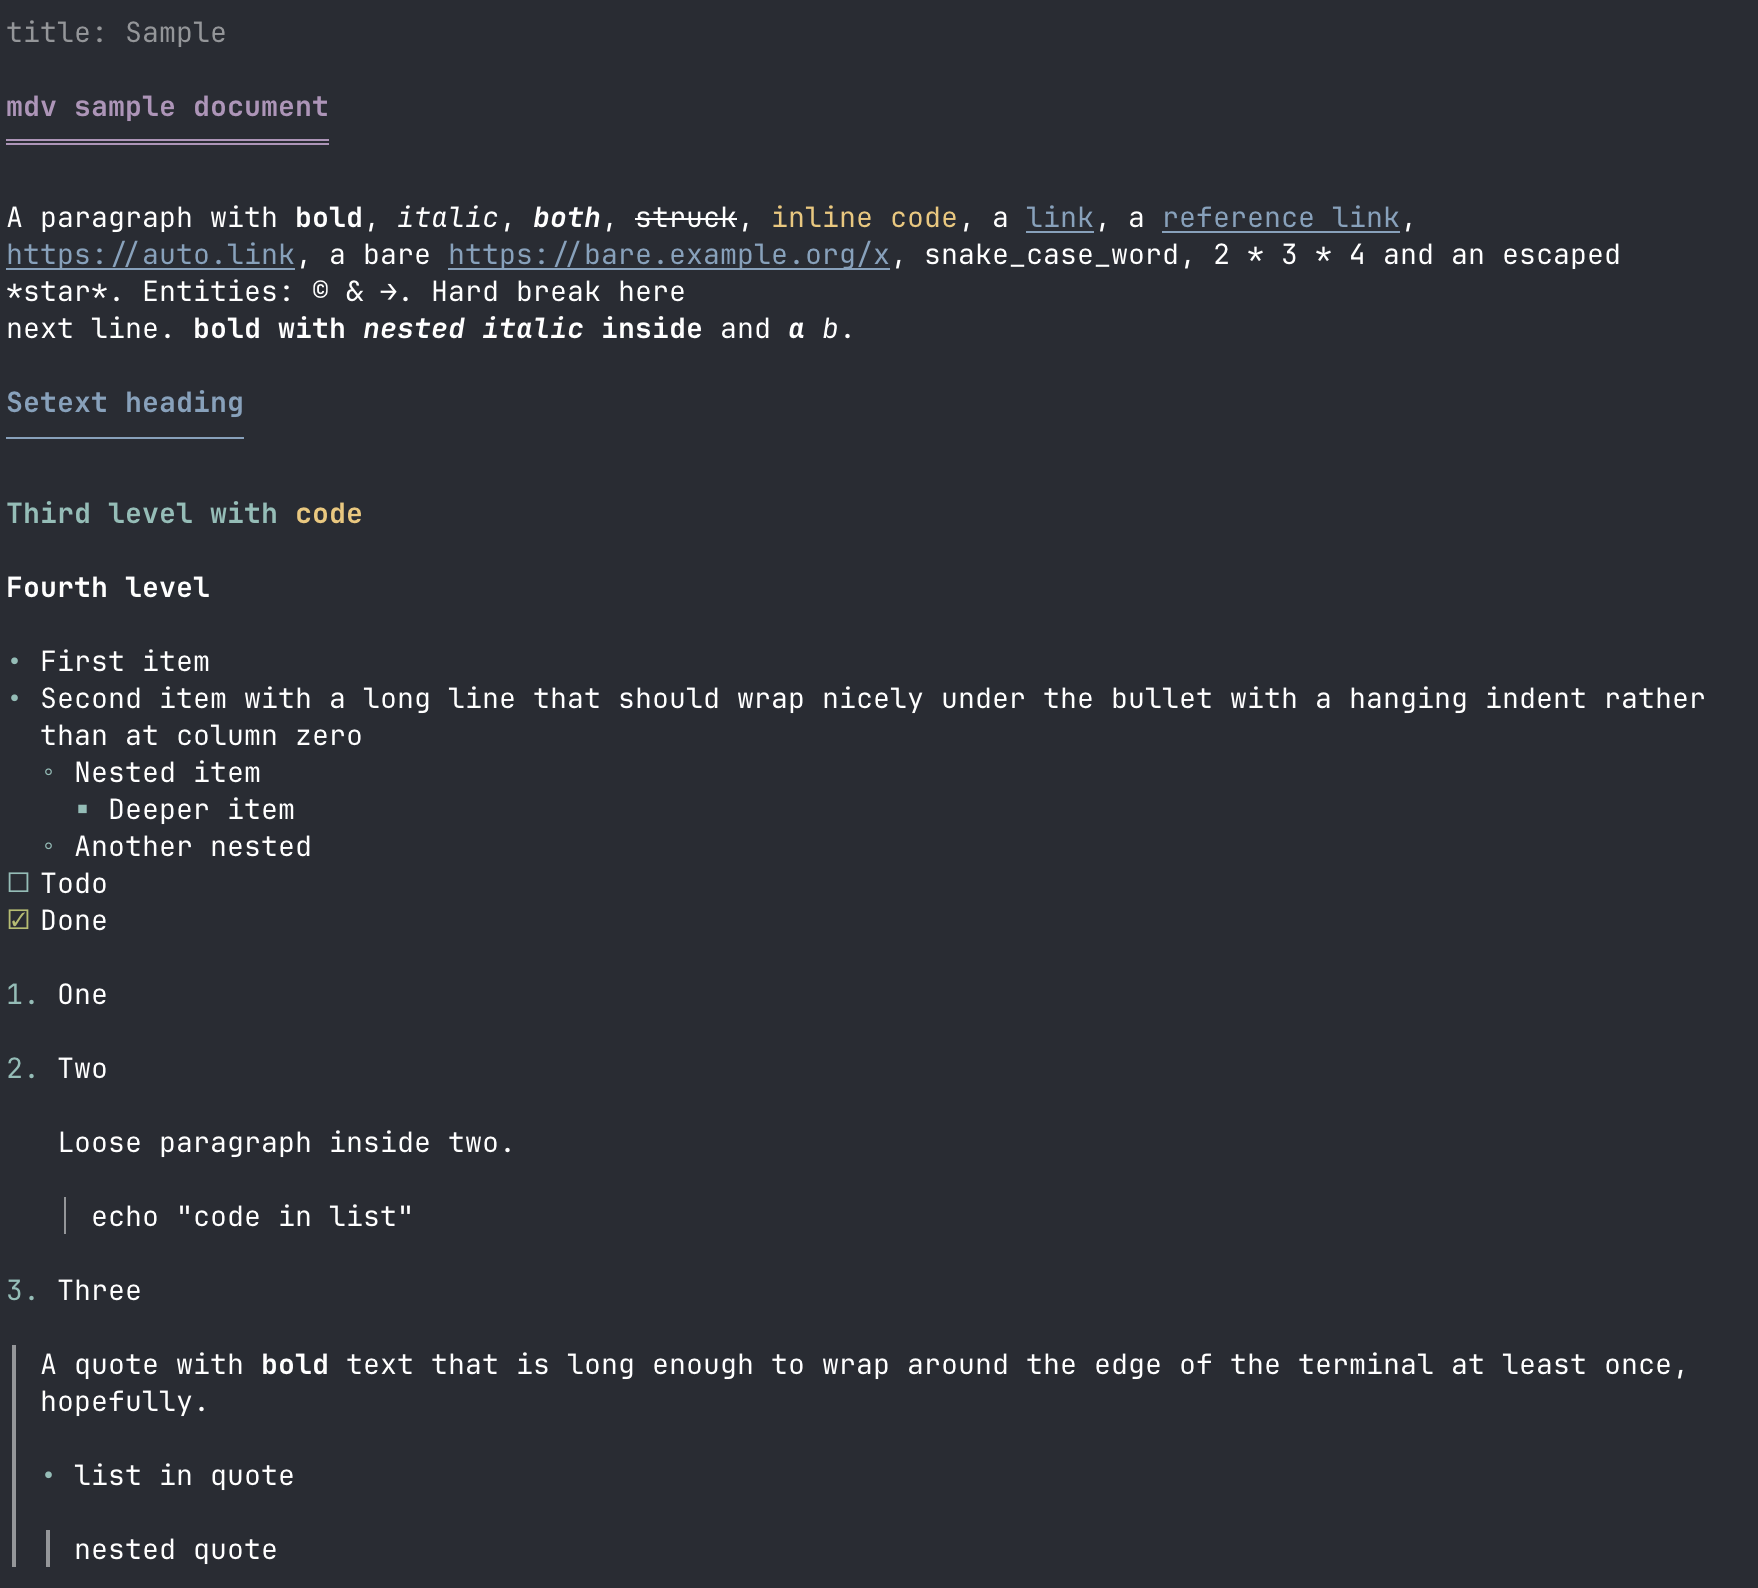 title: Sample
mdv sample document
A paragraph with bold, italic, both, struck, inline code, a link, a reference link,
https://auto.link, a bare https://bare.example.org/x, snake_case_word, 2 * 3 * 4 and an escaped
*star*. Entities: © & →. Hard break here
next line. bold with nested italic inside and a b.
Setext heading
Third level with code
Fourth level
• First item
• Second item with a long line that should wrap nicely under the bullet with a hanging indent rather
than at column zero
◦ Nested item
▪ Deeper item
◦ Another nested
☐ Todo
☑ Done
1. One
2. Two
Loose paragraph inside two.
echo "code in list"
3. Three
A quote with bold text that is long enough to wrap around the edge of the terminal at least once,
hopefully.
• list in quote
nested quote